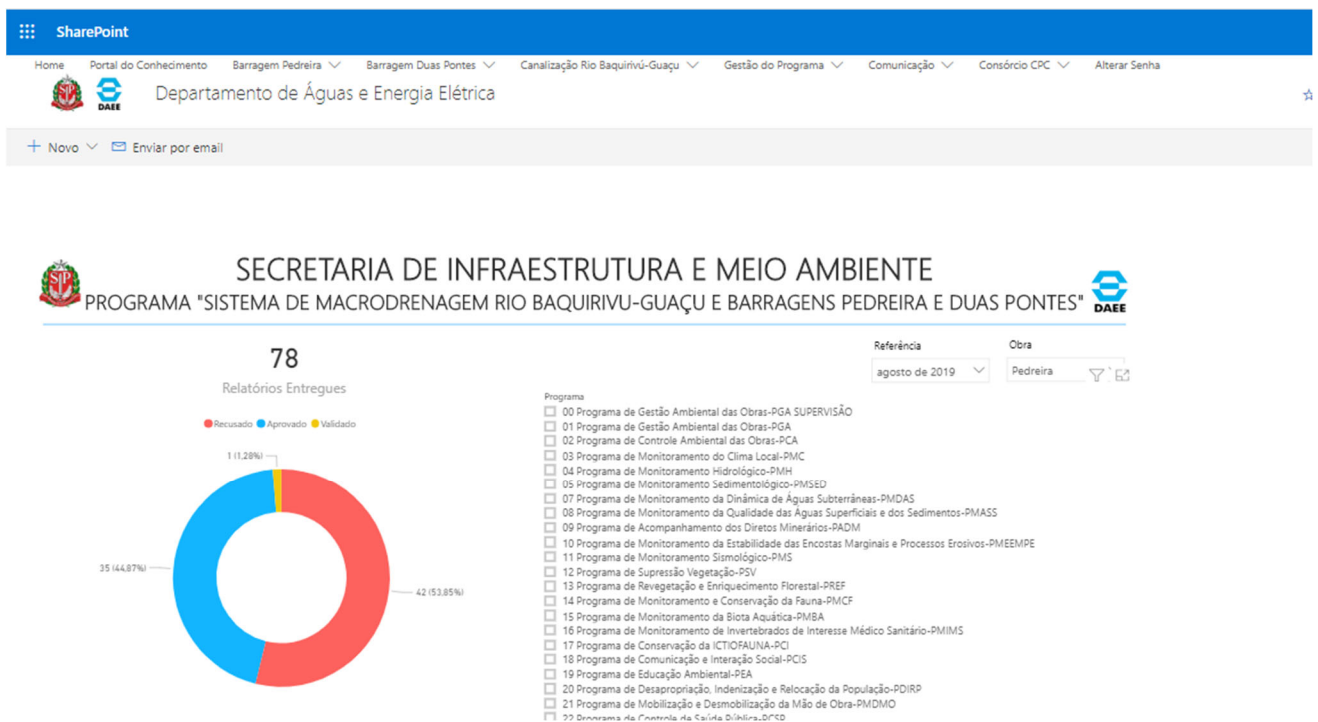 SharePoint
Home Portal do Conhecimento Barragem Pedreira Barragem Duas Pontes Canalização Rio Baquirivú-Guaçu Gestão do Programa Comunicação Consórcio CPC Alterar Senha
DAEE Departamento de Águas e Energia Elétrica
+ Novo Enviar por email
SECRETARIA DE INFRAESTRUTURA E MEIO AMBIENTE
PROGRAMA "SISTEMA DE MACRODRENAGEM RIO BAQUIRIVU-GUAÇU E BARRAGENS PEDREIRA E DUAS PONTES"
DAEE
78
Relatórios Entregues
Recusado Aprovado Validado
1 (1,28%)
35 (44,87%)
42 (53,85%)
Referência Obra
agosto de 2019 Pedreira
Programa
00 Programa de Gestão Ambiental das Obras-PGA SUPERVISÃO
01 Programa de Gestão Ambiental das Obras-PGA
02 Programa de Controle Ambiental das Obras-PCA
03 Programa de Monitoramento do Clima Local-PMC
04 Programa de Monitoramento Hidrológico-PMH
05 Programa de Monitoramento Sedimentológico-PMSED
07 Programa de Monitoramento da Dinâmica de Águas Subterrâneas-PMDAS
08 Programa de Monitoramento da Qualidade das Águas Superficiais e dos Sedimentos-PMASS
09 Programa de Acompanhamento dos Diretos Minerários-PADM
10 Programa de Monitoramento da Estabilidade das Encostas Marginais e Processos Erosivos-PMEEMPE
11 Programa de Monitoramento Sismológico-PMS
12 Programa de Supressão Vegetação-PSV
13 Programa de Revegetação e Enriquecimento Florestal-PREF
14 Programa de Monitoramento e Conservação da Fauna-PMCF
15 Programa de Monitoramento da Biota Aquática-PMBA
16 Programa de Monitoramento de Invertebrados de Interesse Médico Sanitário-PMIMS
17 Programa de Conservação da ICTIOFAUNA-PCI
18 Programa de Comunicação e Interação Social-PCIS
19 Programa de Educação Ambiental-PEA
20 Programa de Desapropriação, Indenização e Relocação da População-PDIRP
21 Programa de Mobilização e Desmobilização da Mão de Obra-PMDMO
22 Programa de Controle de Saúde Pública-PCSP